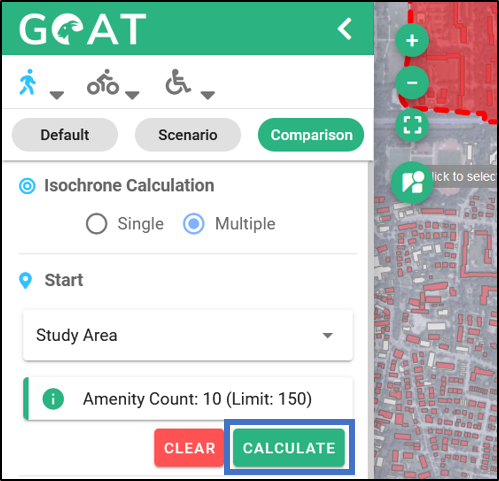 GOAT
Default Scenario Comparison
Isochrone Calculation
Single Multiple
Start
Study Area
Amenity Count: 10 (Limit: 150)
CLEAR CALCULATE
lick to selec